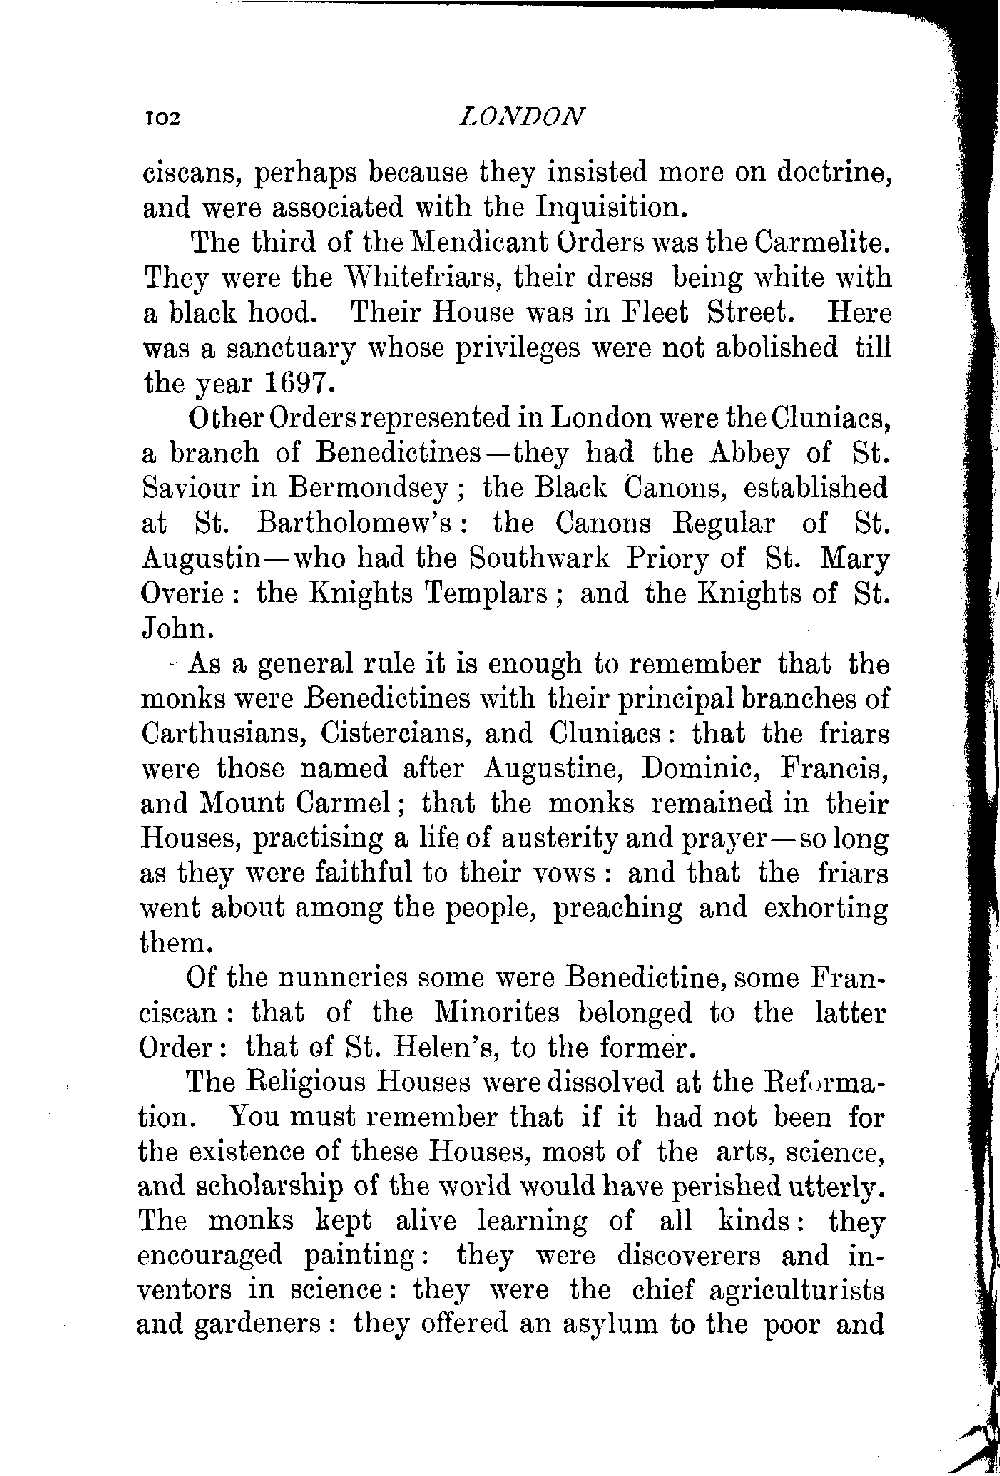 102 LONDON
ciscans, perhaps because they insisted more on doctrine,
and were associated with the Inquisition.
The third of the Mendicant Orders was the Carmelite.
They were the Whitefriars, their dress being white with
a black hood. Their House was in Fleet Street. Here
was a sanctuary whose privileges were not abolished till
the year 1697.
Other Orders represented in London were the Cluniacs,
a branch of Benedictines—they had the Abbey of St.
Saviour in Bermondsey ; the Black Canons, established
at St. Bartholomew's : the Canons Regular of St.
Augustin—who had the Southwark Priory of St. Mary
Overie : the Knights Templars ; and the Knights of St.
John.
As a general rule it is enough to remember that the
monks were Benedictines with their principal branches of
Carthusians, Cistercians, and Cluniacs : that the friars
were those named after Augustine, Dominic, Francis,
and Mount Carmel ; that the monks remained in their
Houses, practising a life of austerity and prayer—so long
as they were faithful to their vows : and that the friars
went about among the people, preaching and exhorting
them.
Of the nunneries some were Benedictine, some Fran-
ciscan : that of the Minorites belonged to the latter
Order : that of St. Helen's, to the former.
The Religious Houses were dissolved at the Reforma-
tion. You must remember that if it had not been for
the existence of these Houses, most of the arts, science,
and scholarship of the world would have perished utterly.
The monks kept alive learning of all kinds : they
encouraged painting : they were discoverers and in-
ventors in science : they were the chief agriculturists
and gardeners : they offered an asylum to the poor and